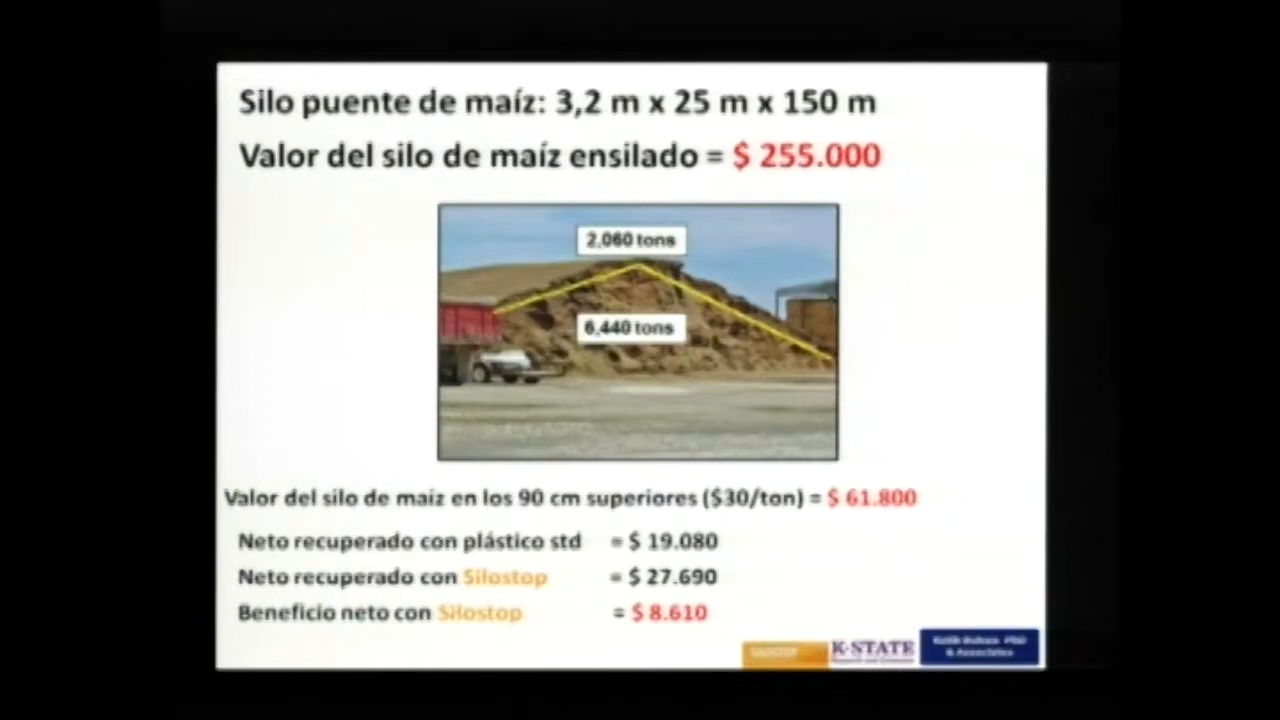 Silo puente de maíz: 3,2 m x 25 m x 150 m
Valor del silo de maíz ensilado = $ 255.000
2.060 tons
6.440 tons
Valor del silo de maiz en los 90 cm superiores ($30/ton) = $ 61.800
Neto recuperado con plástico std = $ 19.080
Neto recuperado con Silostop = $ 27.690
Beneficio neto con Silostop = $ 8.610
K-STATE
& Associates